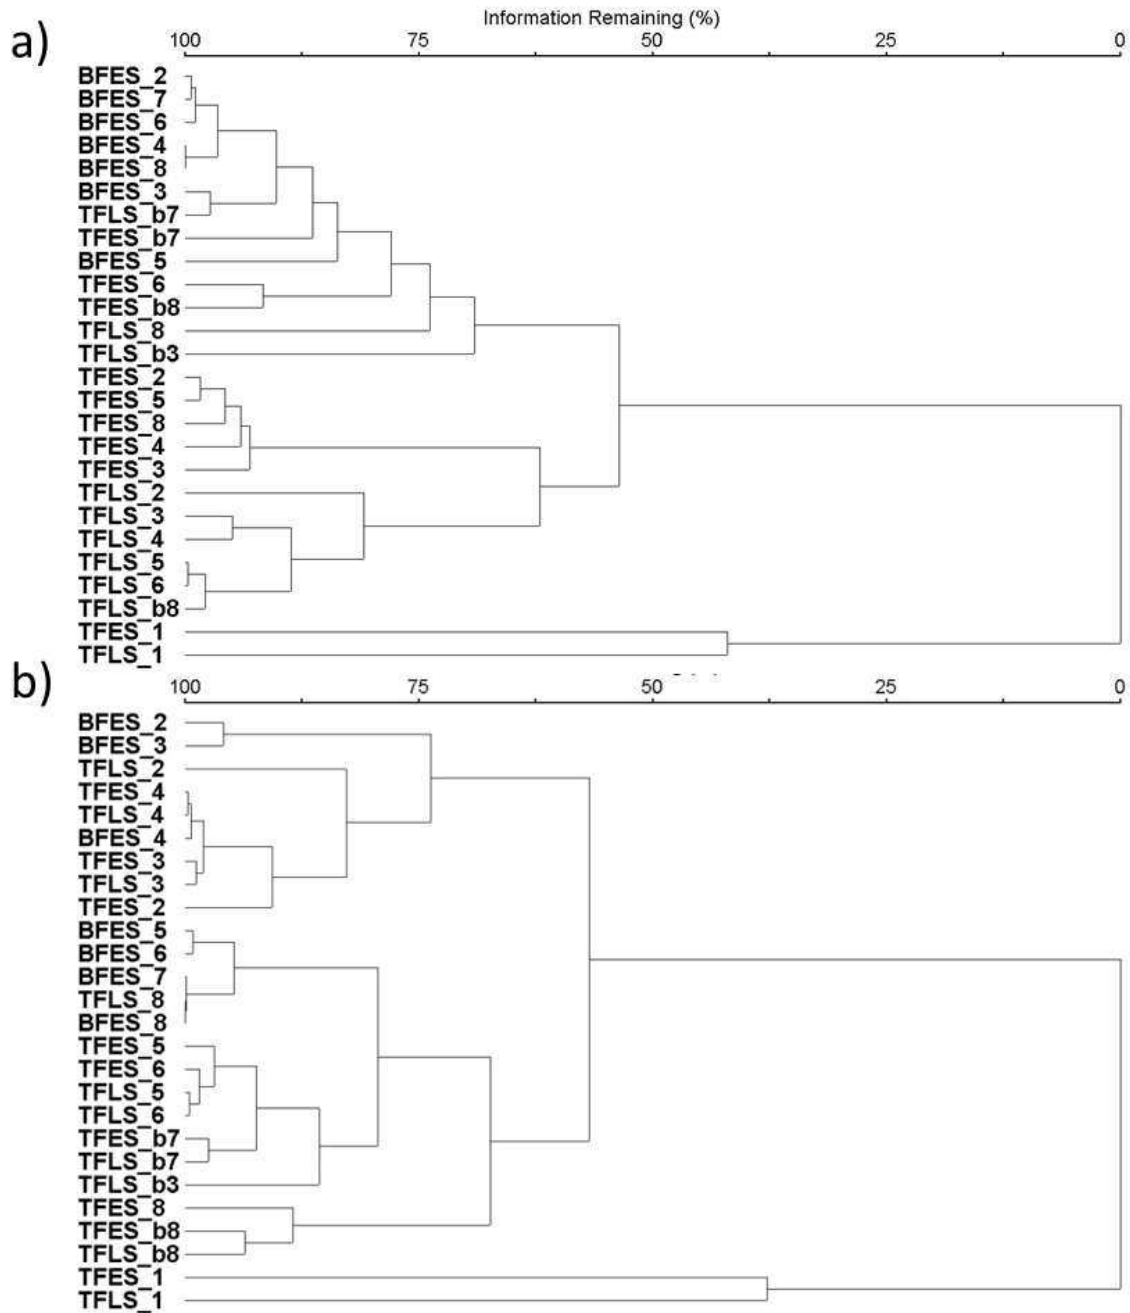 Information Remaining (%)
a)
100 75 50 25 0
BFES_2
BFES_7
BFES_6
BFES_4
BFES_8
BFES_3
TFLS_b7
TFES_b7
BFES_5
TFES_6
TFES_b8
TFLS_8
TFLS_b3
TFES_2
TFES_5
TFES_8
TFES_4
TFES_3
TFLS_2
TFLS_3
TFLS_4
TFLS_5
TFLS_6
TFLS_b8
TFES_1
TFLS_1
b)
100 75 50 25 0
BFES_2
BFES_3
TFLS_2
TFES_4
TFLS_4
BFES_4
TFES_3
TFLS_3
TFES_2
BFES_5
BFES_6
BFES_7
TFLS_8
BFES_8
TFES_5
TFES_6
TFLS_5
TFLS_6
TFES_b7
TFLS_b7
TFLS_b3
TFES_8
TFES_b8
TFLS_b8
TFES_1
TFLS_1